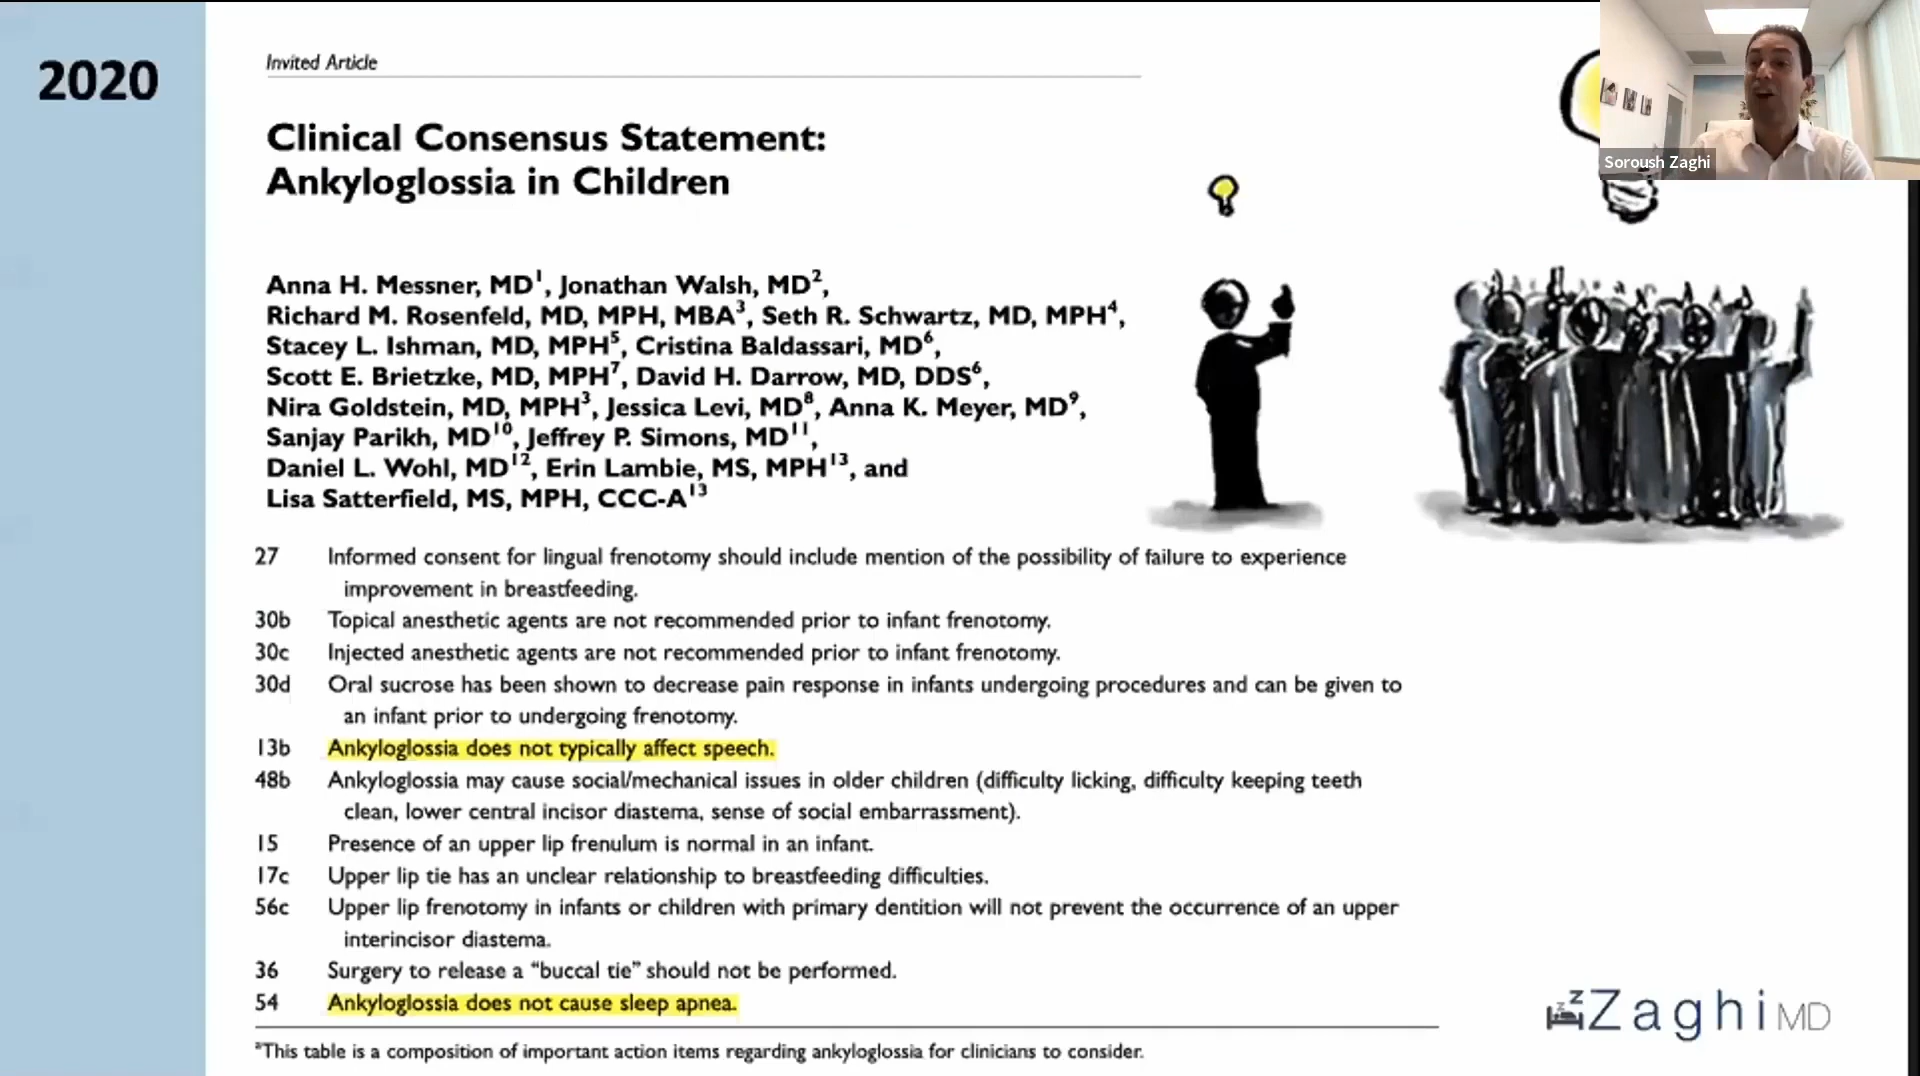 2020
Invited Article
Clinical Consensus Statement:
Ankyloglossia in Children
Anna H. Messner, MD¹, Jonathan Walsh, MD²,
Richard M. Rosenfeld, MD, MPH, MBA³, Seth R. Schwartz, MD, MPH⁴,
Stacey L. Ishman, MD, MPH⁵, Cristina Baldassari, MD⁶,
Scott E. Brietzke, MD, MPH⁷, David H. Darrow, MD, DDS⁶,
Nira Goldstein, MD, MPH³, Jessica Levi, MD⁸, Anna K. Meyer, MD⁹,
Sanjay Parikh, MD¹⁰, Jeffrey P. Simons, MD¹¹,
Daniel L. Wohl, MD¹², Erin Lambie, MS, MPH¹³, and
Lisa Satterfield, MS, MPH, CCC-A¹³
27 Informed consent for lingual frenotomy should include mention of the possibility of failure to experience
improvement in breastfeeding.
30b Topical anesthetic agents are not recommended prior to infant frenotomy.
30c Injected anesthetic agents are not recommended prior to infant frenotomy.
30d Oral sucrose has been shown to decrease pain response in infants undergoing procedures and can be given to
an infant prior to undergoing frenotomy.
13b Ankyloglossia does not typically affect speech.
48b Ankyloglossia may cause social/mechanical issues in older children (difficulty licking, difficulty keeping teeth
clean, lower central incisor diastema, sense of social embarrassment).
15 Presence of an upper lip frenulum is normal in an infant.
17c Upper lip tie has an unclear relationship to breastfeeding difficulties.
56c Upper lip frenotomy in infants or children with primary dentition will not prevent the occurrence of an upper
interincisor diastema.
36 Surgery to release a “buccal tie” should not be performed.
54 Ankyloglossia does not cause sleep apnea.
ᵃThis table is a composition of important action items regarding ankyloglossia for clinicians to consider.
Soroush Zaghi
zzZ Zaghi MD